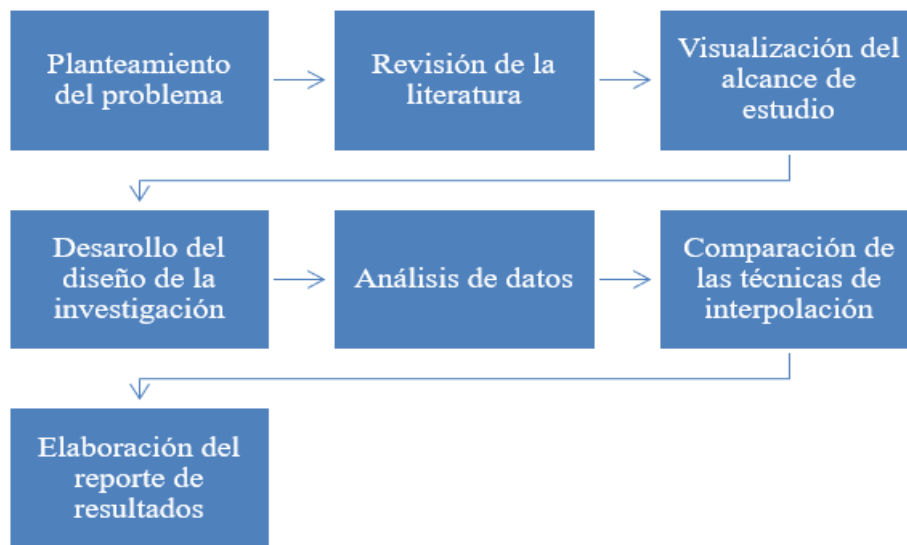 Planteamiento
del problema
Revisión de la
literatura
Visualización del
alcance de
estudio
Desarollo del
diseño de la
investigación
Análisis de datos
Comparación de
las técnicas de
interpolación
Elaboración del
reporte de
resultados